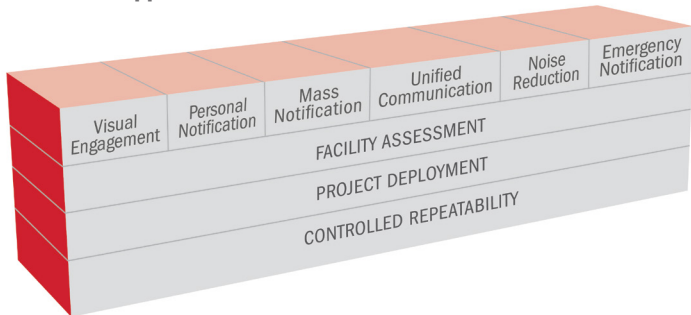 Visual
Engagement
Personal
Notification
Mass
Notification
Unified
Communication
Noise
Reduction
Emergency
Notification
FACILITY ASSESSMENT
PROJECT DEPLOYMENT
CONTROLLED REPEATABILITY